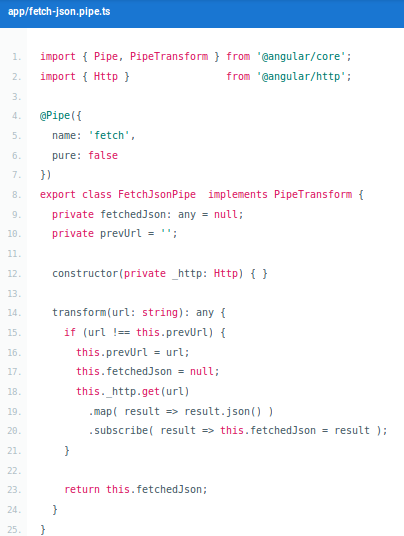 app/fetch-json.pipe.ts
1. import { Pipe, PipeTransform } from '@angular/core';
2. import { Http }                from '@angular/http';
3.
4. @Pipe({
5.   name: 'fetch',
6.   pure: false
7. })
8. export class FetchJsonPipe  implements PipeTransform {
9.   private fetchedJson: any = null;
10.   private prevUrl = '';
11.
12.   constructor(private _http: Http) { }
13.
14.   transform(url: string): any {
15.     if (url !== this.prevUrl) {
16.       this.prevUrl = url;
17.       this.fetchedJson = null;
18.       this._http.get(url)
19.         .map( result => result.json() )
20.         .subscribe( result => this.fetchedJson = result );
21.     }
22.
23.     return this.fetchedJson;
24.   }
25. }